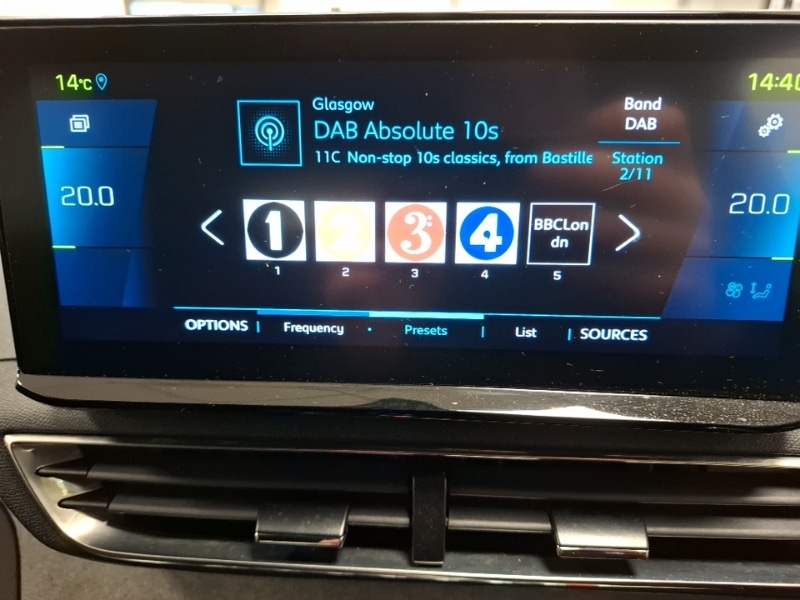 14°C
14:40
Glasgow
DAB Absolute 10s
11C Non-stop 10s classics, from Bastille
Band
DAB
Station
2/11
20.0
20.0
1
2
3:
4
BBCLon
dn
1
2
3
4
5
OPTIONS | Frequency • Presets | List | SOURCES